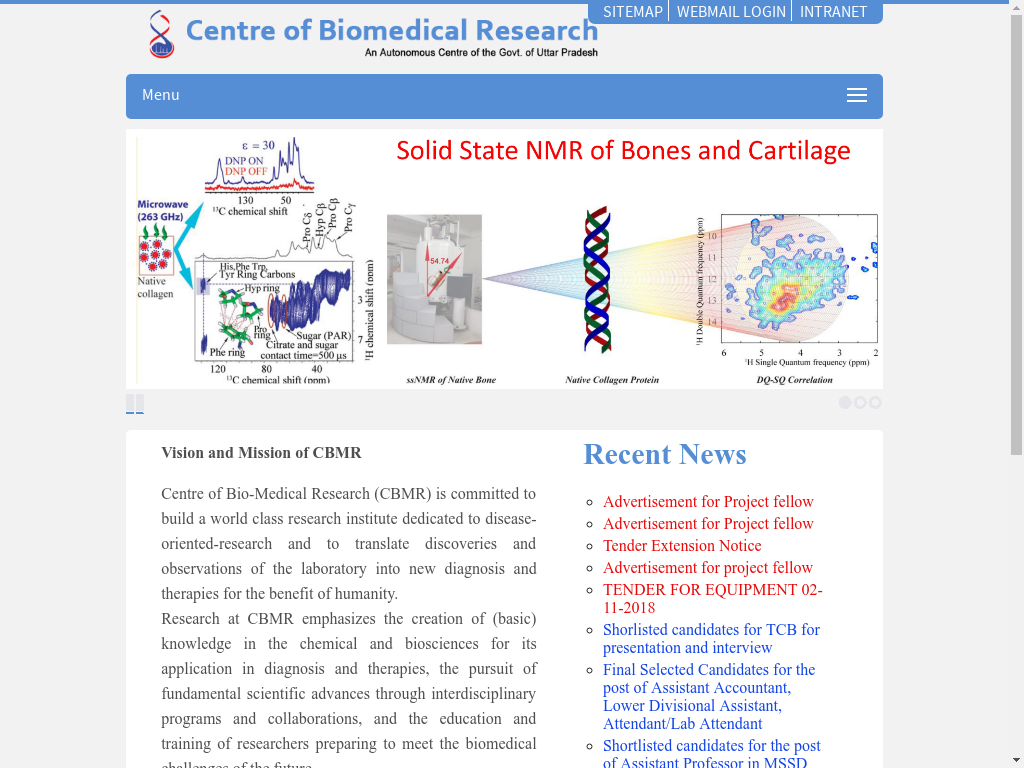 SITEMAP WEBMAIL LOGIN INTRANET
Centre of Biomedical Research
An Autonomous Centre of the Govt. of Uttar Pradesh
Menu
Solid State NMR of Bones and Cartilage
ε = 30
DNP ON
DNP OFF
130 50
¹³C chemical shift
Microwave
(263 GHz)
Native
collagen
Pro Cδ
Hyp Cβ
Pro Cβ
Pro Cγ
His,Phe Trp,
Tyr Ring Carbons
Hyp ring
Pro
ring
Phe ring
Sugar (PAR)
Citrate and sugar
contact time=500 µs
3
7
¹H chemical shift (ppm)
120 80 40
¹³C chemical shift (ppm)
54.74
ssNMR of Native Bone
Native Collagen Protein
¹H Double Quantum frequency (ppm)
10
11
12
13
14
6 5 4 3 2
¹H Single Quantum frequency (ppm)
DQ-SQ Correlation
Vision and Mission of CBMR
Centre of Bio-Medical Research (CBMR) is committed to
build a world class research institute dedicated to disease-
oriented-research and to translate discoveries and
observations of the laboratory into new diagnosis and
therapies for the benefit of humanity.
Research at CBMR emphasizes the creation of (basic)
knowledge in the chemical and biosciences for its
application in diagnosis and therapies, the pursuit of
fundamental scientific advances through interdisciplinary
programs and collaborations, and the education and
training of researchers preparing to meet the biomedical
challenges of the future.
Recent News
Advertisement for Project fellow
Advertisement for Project fellow
Tender Extension Notice
Advertisement for project fellow
TENDER FOR EQUIPMENT 02-
11-2018
Shorlisted candidates for TCB for
presentation and interview
Final Selected Candidates for the
post of Assistant Accountant,
Lower Divisional Assistant,
Attendant/Lab Attendant
Shortlisted candidates for the post
of Assistant Professor in MSSD